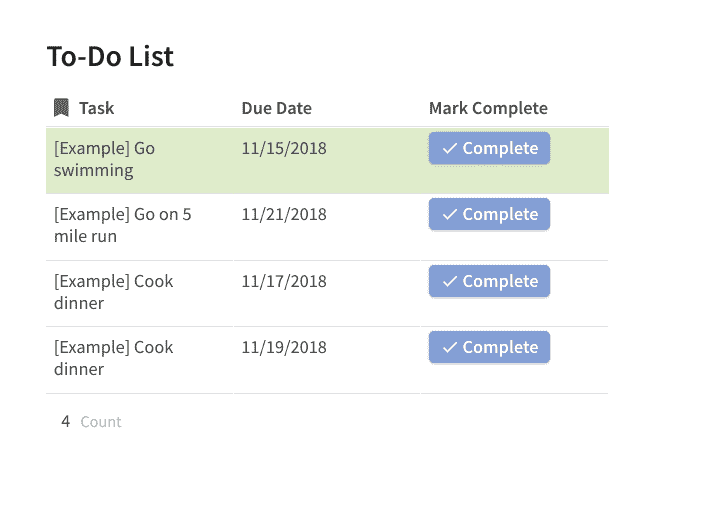 To-Do List
Task Due Date Mark Complete
[Example] Go 11/15/2018 Complete
swimming
[Example] Go on 5 11/21/2018 Complete
mile run
[Example] Cook 11/17/2018 Complete
dinner
[Example] Cook 11/19/2018 Complete
dinner
4 Count